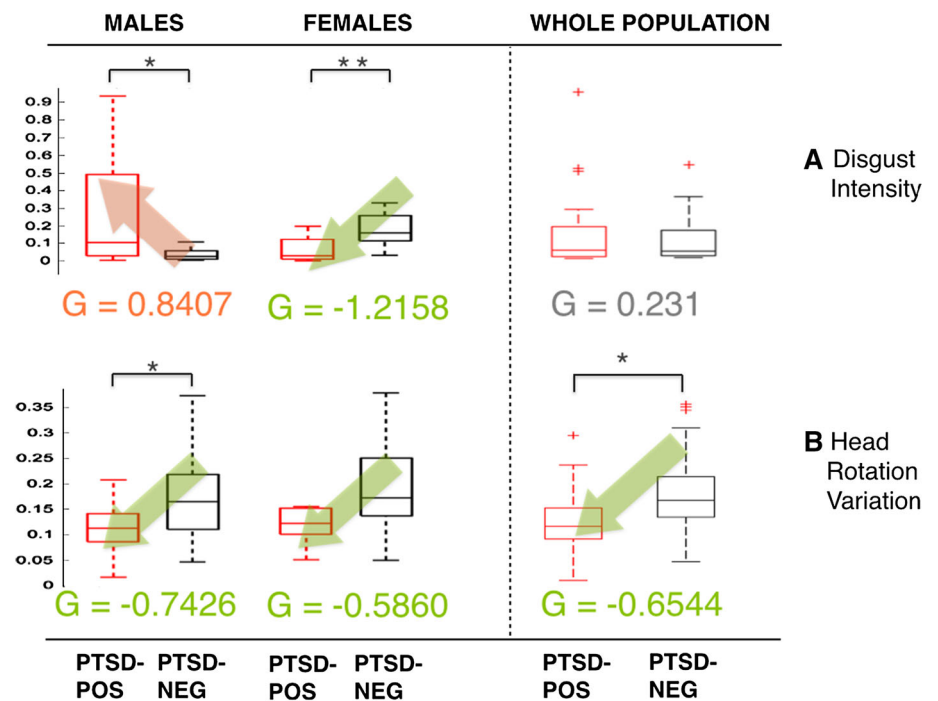 MALES FEMALES WHOLE POPULATION
* * *
0.9
0.8
0.7
0.6
0.5
0.4
0.3
0.2
0.1
0
A Disgust
Intensity
G = 0.8407 G = -1.2158 G = 0.231
* *
0.35
0.3
0.25
0.2
0.15
0.1
0.05
0
B Head
Rotation
Variation
G = -0.7426 G = -0.5860 G = -0.6544
PTSD- PTSD- PTSD- PTSD- PTSD- PTSD-
POS NEG POS NEG POS NEG